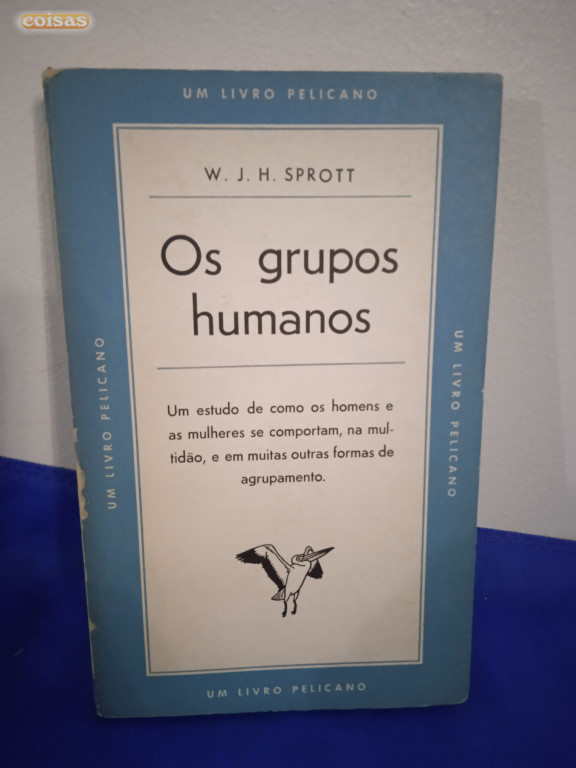 coisas
UM LIVRO PELICANO
W. J. H. SPROTT
Os grupos
humanos
Um estudo de como os homens e
as mulheres se comportam, na mul-
tidão, e em muitas outras formas de
agrupamento.
UM LIVRO PELICANO
UM LIVRO PELICANO
UM LIVRO PELICANO